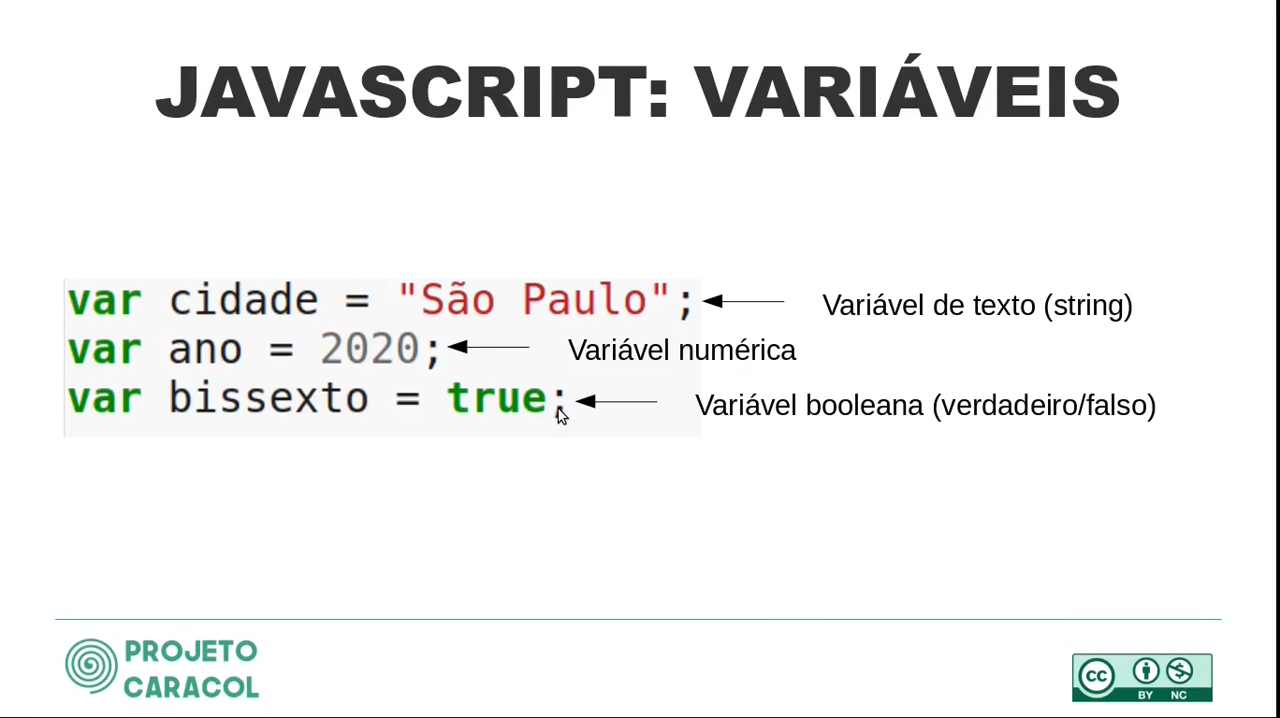 JAVASCRIPT: VARIÁVEIS
var cidade = "São Paulo";
Variável de texto (string)
var ano = 2020;
Variável numérica
var bissexto = true;
Variável booleana (verdadeiro/falso)
PROJETO
CARACOL
cc
BY NC